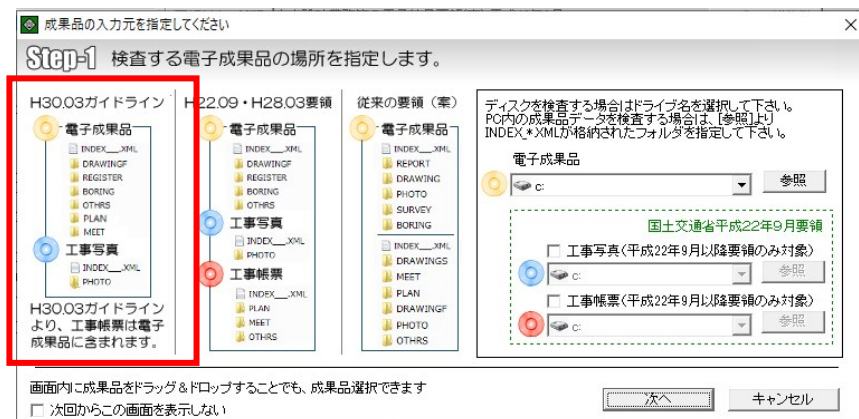 成果品の入力元を指定してください
Step-1 検査する電子成果品の場所を指定します。
H30.03ガイドライン
電子成果品
INDEX___.XML
DRAWINGF
REGISTER
BORING
OTHRS
PLAN
MEET
工事写真
INDEX___.XML
PHOTO
H30.03ガイドライン
より、工事帳票は電子
成果品に含まれます。
H22.09・H28.03要領
電子成果品
INDEX___.XML
DRAWINGF
REGISTER
BORING
OTHRS
工事写真
INDEX___.XML
PHOTO
工事帳票
INDEX___.XML
PLAN
MEET
OTHRS
従来の要領（案）
電子成果品
INDEX___.XML
REPORT
DRAWING
PHOTO
SURVEY
BORING
INDEX___.XML
DRAWINGS
MEET
PLAN
DRAWINGF
PHOTO
OTHRS
ディスクを検査する場合はドライブ名を選択して下さい。
PC内の成果品データを検査する場合は、[参照]より
INDEX_*.XMLが格納されたフォルダを指定して下さい。
電子成果品
c: 参照
国土交通省平成22年9月要領
工事写真(平成22年9月以降要領のみ対象)
c: 参照
工事帳票(平成22年9月以降要領のみ対象)
c: 参照
画面内に成果品をドラッグ＆ドロップすることでも、成果品選択できます
次回からこの画面を表示しない
次へ キャンセル